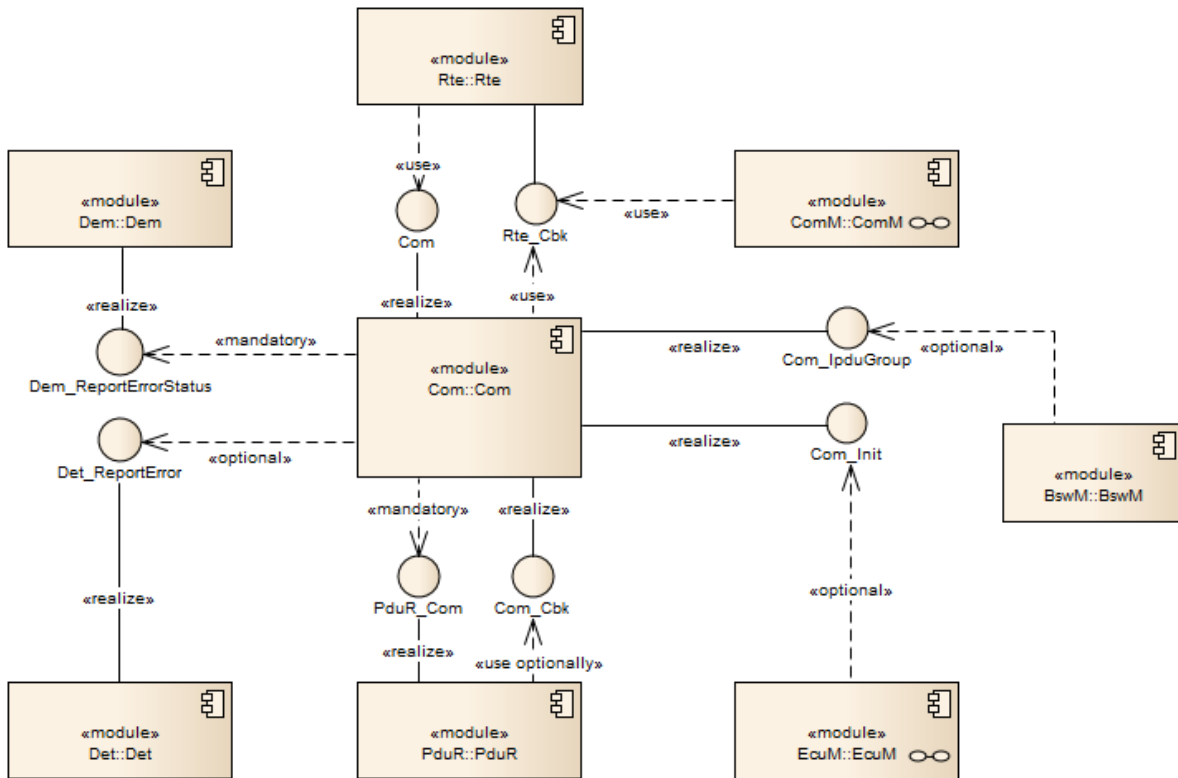 «module»
Rte::Rte
«module»
Dem::Dem
«use»
Com
Rte_Cbk
«use»
«module»
ComM::ComM
«realize»
«realize»
«use»
«mandatory»
Dem_ReportErrorStatus
«module»
Com::Com
«realize»
Com_IpduGroup
«optional»
Det_ReportError
«optional»
«realize»
Com_Init
«module»
BswM::BswM
«mandatory»
«realize»
«realize»
PduR_Com
Com_Cbk
«optional»
«realize»
«use optionally»
«module»
Det::Det
«module»
PduR::PduR
«module»
EcuM::EcuM